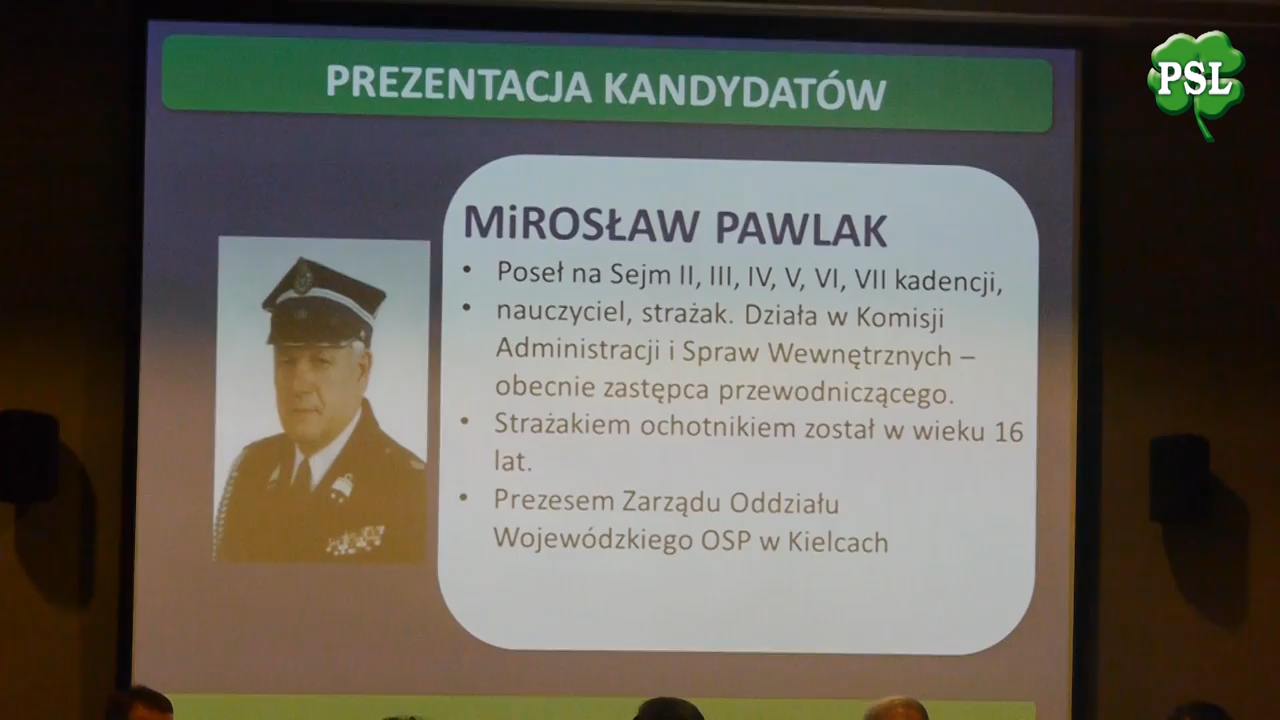 PREZENTACJA KANDYDATÓW
PSL
MiROSŁAW PAWLAK
• Poseł na Sejm II, III, IV, V, VI, VII kadencji,
• nauczyciel, strażak. Działa w Komisji
Administracji i Spraw Wewnętrznych –
obecnie zastępca przewodniczącego.
• Strażakiem ochotnikiem został w wieku 16
lat.
• Prezesem Zarządu Oddziału
Wojewódzkiego OSP w Kielcach